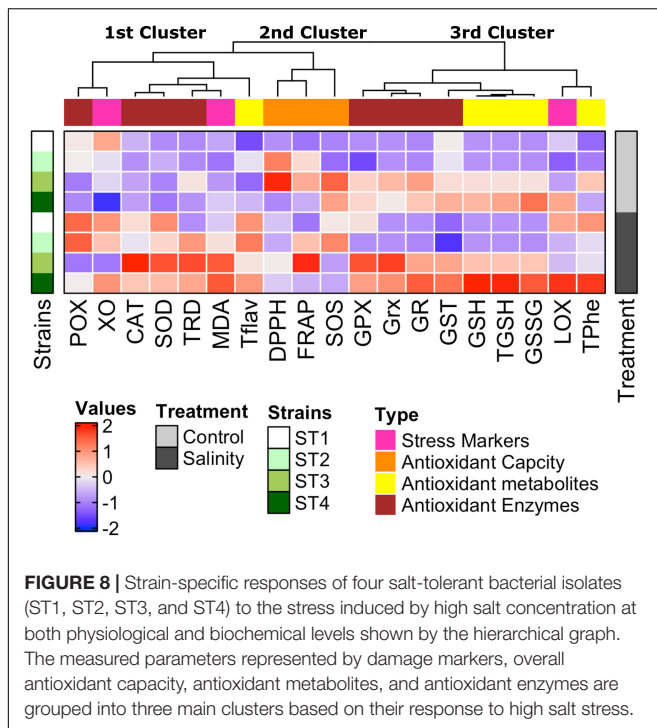 1st Cluster 2nd Cluster 3rd Cluster
Strains
POX
XO
CAT
SOD
TRD
MDA
Tflav
DPPH
FRAP
SOS
GPX
Grx
GR
GST
GSH
TGSH
GSSG
LOX
TPhe
Treatment
Values
2
1
0
-1
-2
Treatment
Control
Salinity
Strains
ST1
ST2
ST3
ST4
Type
Stress Markers
Antioxidant Capcity
Antioxidant metabolites
Antioxidant Enzymes
FIGURE 8 | Strain-specific responses of four salt-tolerant bacterial isolates
(ST1, ST2, ST3, and ST4) to the stress induced by high salt concentration at
both physiological and biochemical levels shown by the hierarchical graph.
The measured parameters represented by damage markers, overall
antioxidant capacity, antioxidant metabolites, and antioxidant enzymes are
grouped into three main clusters based on their response to high salt stress.